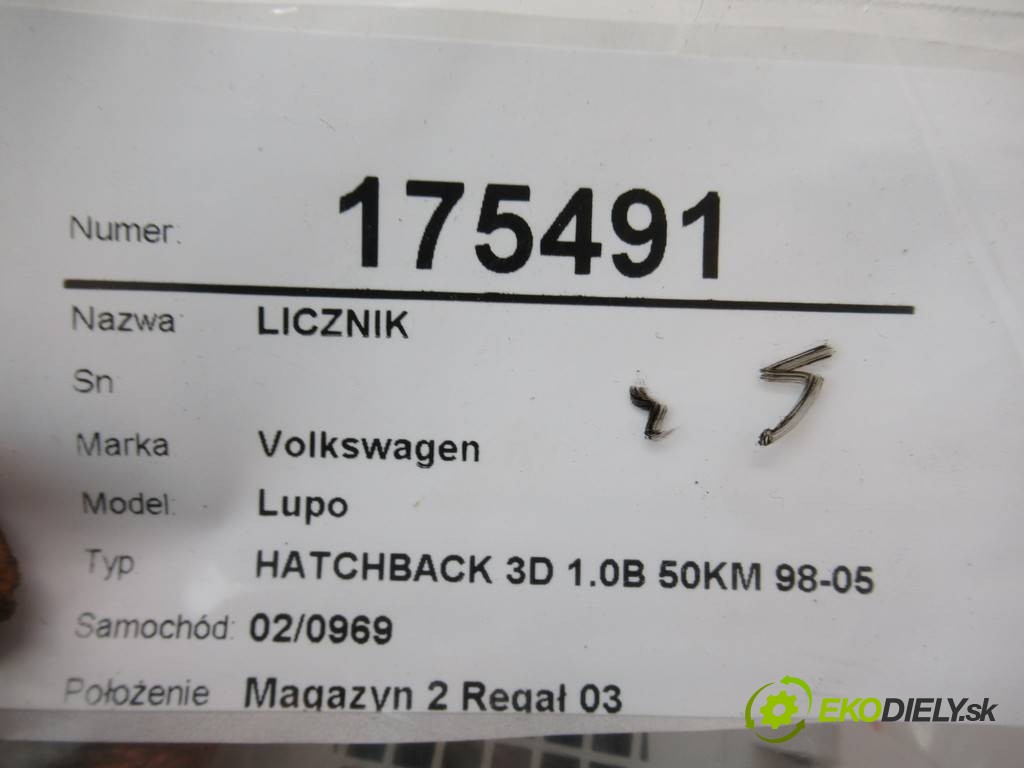 Numer: 175491
Nazwa: LICZNIK
Sn
Marka Volkswagen
Model: Lupo
Typ HATCHBACK 3D 1.0B 50KM 98-05
Samochód: 02/0969
Położenie Magazyn 2 Regał 03
EKODIELY.sk